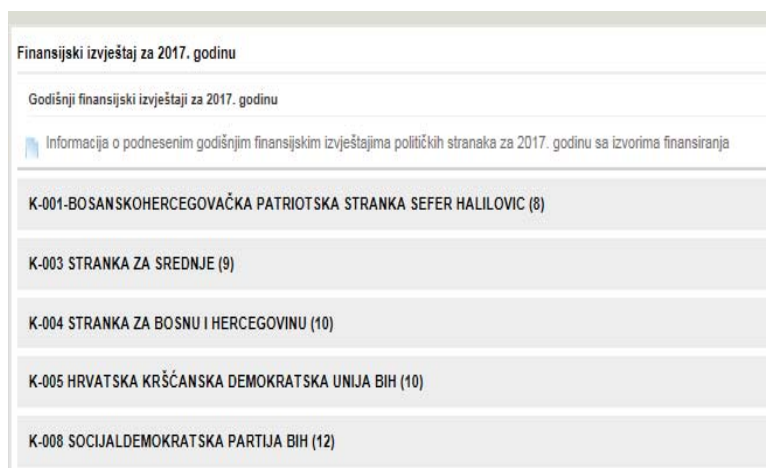 Finansijski izvještaj za 2017. godinu
Godišnji finansijski izvještaji za 2017. godinu
Informacija o podnesenim godišnjim finansijskim izvještajima političkih stranaka za 2017. godinu sa izvorima finansiranja
K-001-BOSANSKOHERCEGOVAČKA PATRIOTSKA STRANKA SEFER HALILOVIC (8)
K-003 STRANKA ZA SREDNJE (9)
K-004 STRANKA ZA BOSNU I HERCEGOVINU (10)
K-005 HRVATSKA KRŠĆANSKA DEMOKRATSKA UNIJA BIH (10)
K-008 SOCIJALDEMOKRATSKA PARTIJA BIH (12)